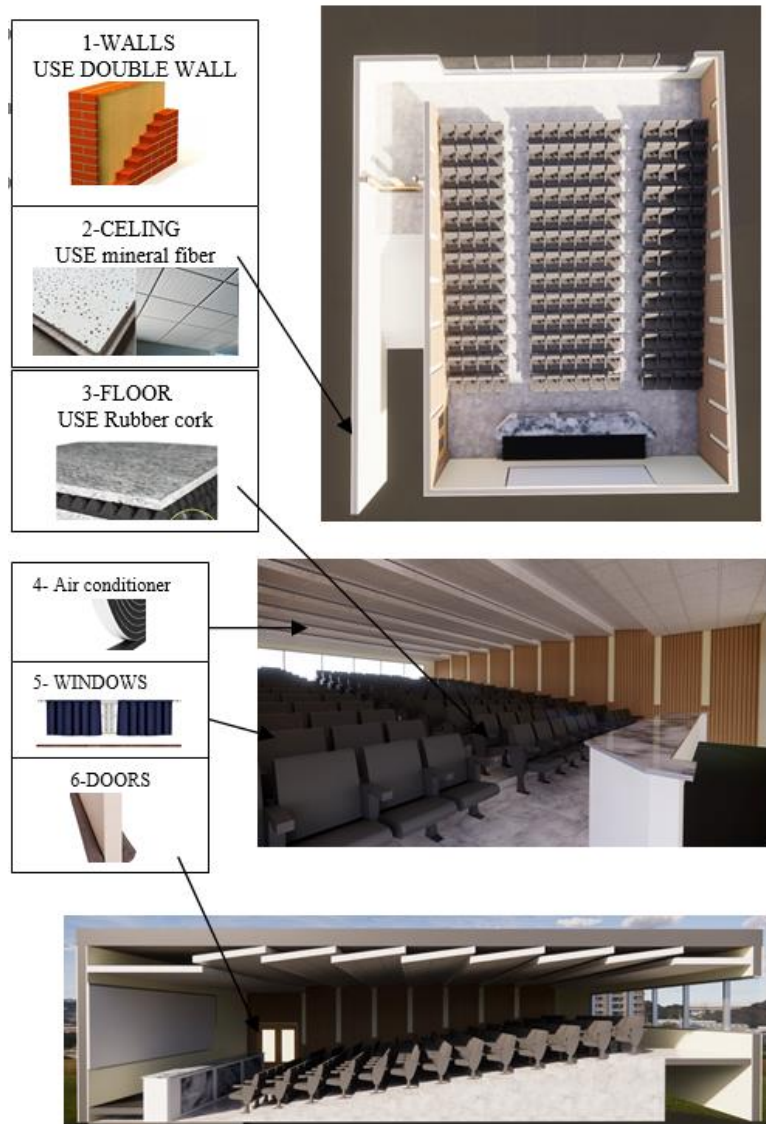 1-WALLS
USE DOUBLE WALL
2-CELING
USE mineral fiber
3-FLOOR
USE Rubber cork
4- Air conditioner
5- WINDOWS
6-DOORS